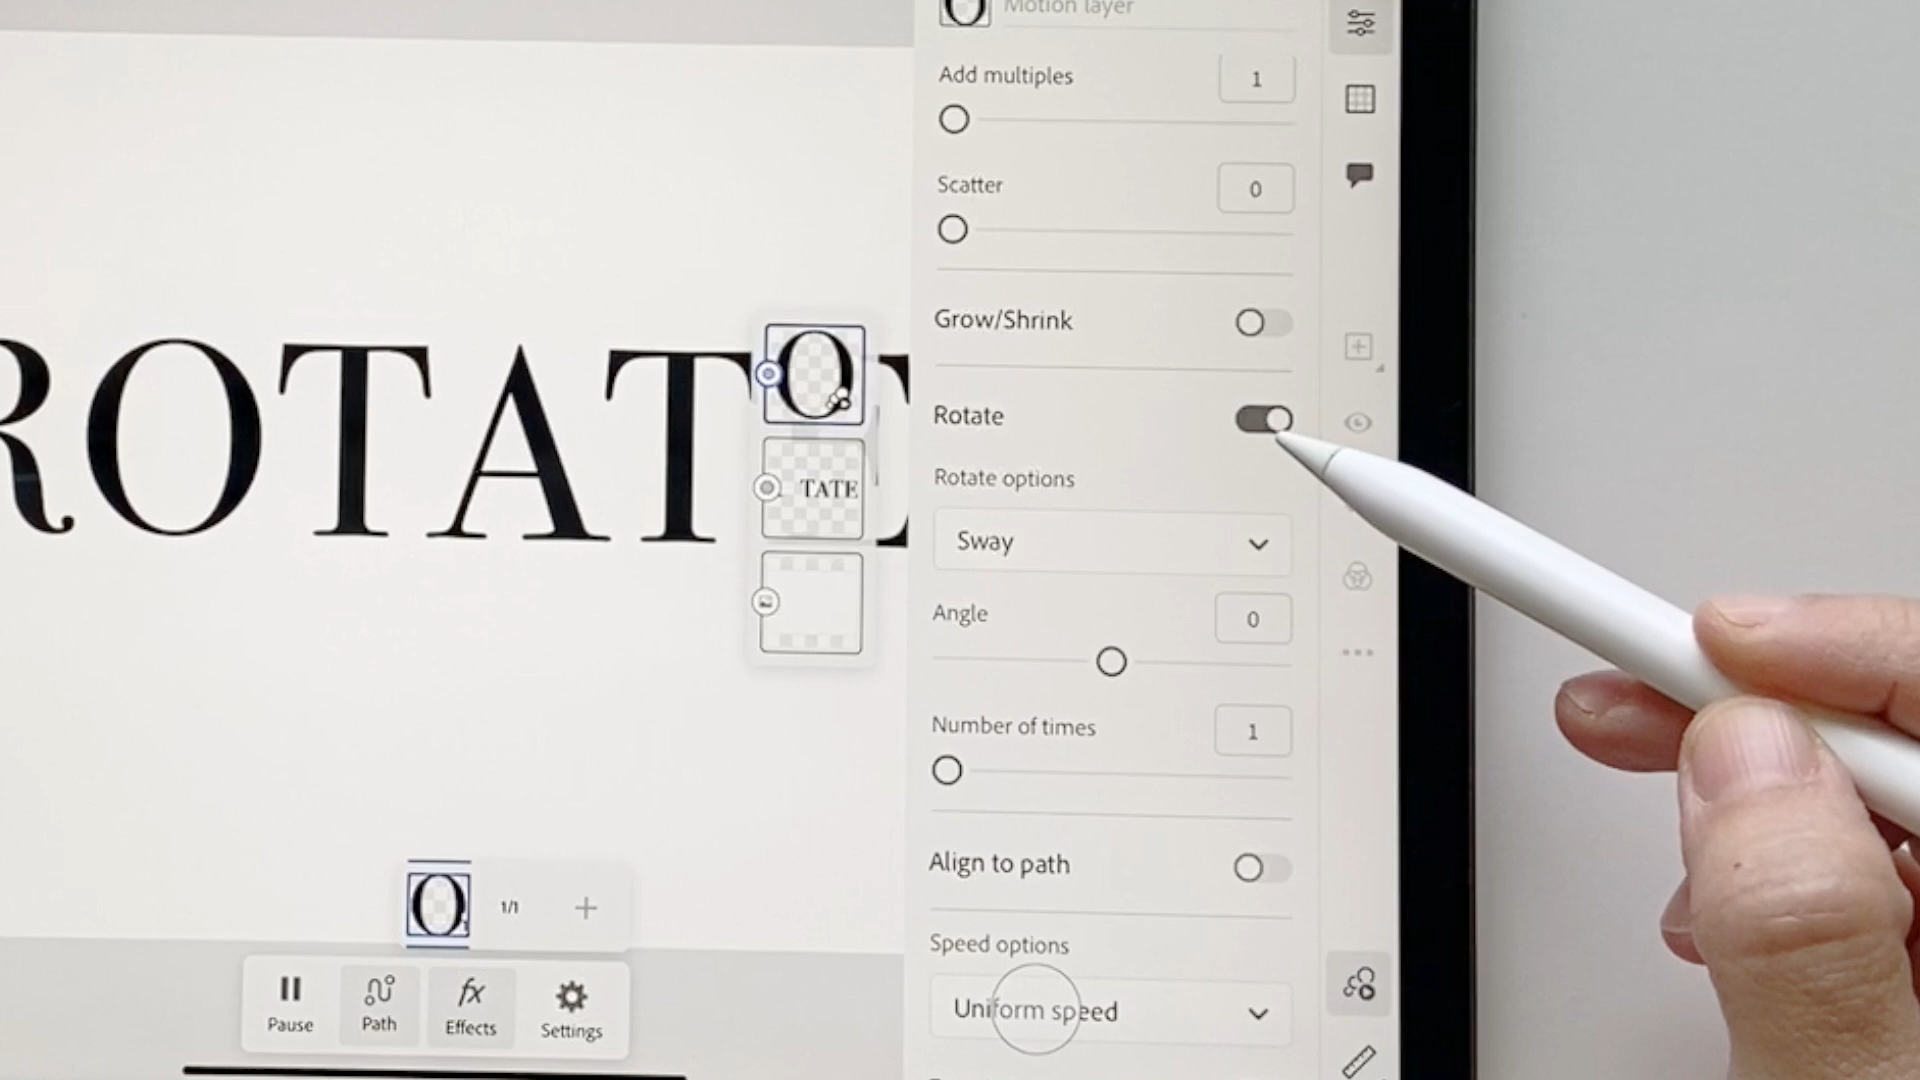 Motion layer
Add multiples
1
Scatter
0
Grow/Shrink
ROTATE
O
TATE
Rotate
Rotate options
Sway
Angle
0
Number of times
1
Align to path
Speed options
Uniform speed
O
1/1
Pause
Path
fx
Effects
Settings